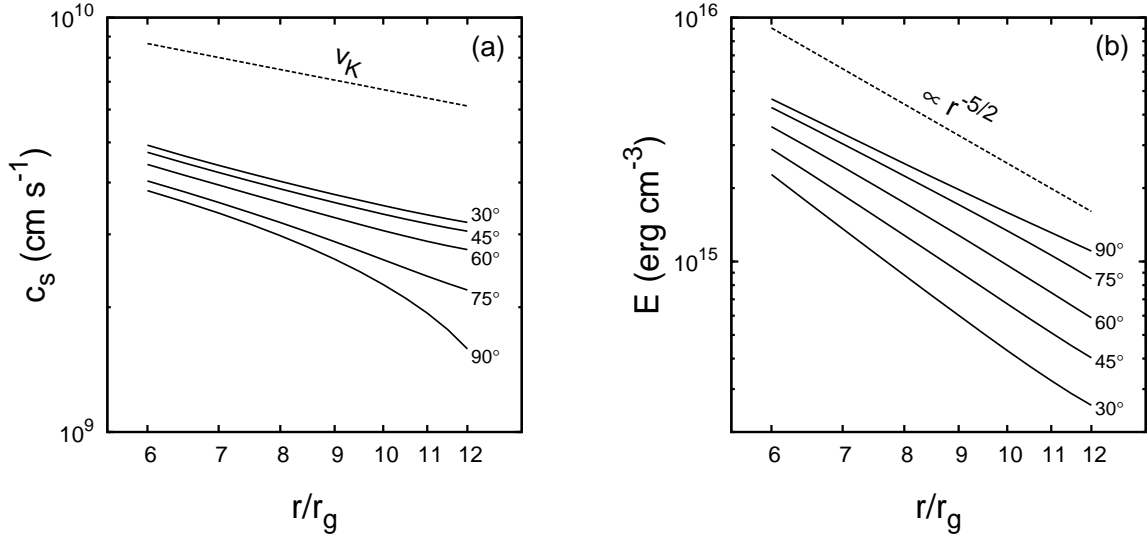 10^10
(a)
v_K
c_s (cm s^-1)
30°
45°
60°
75°
90°
10^9
6 7 8 9 10 11 12
r/r_g
10^16
(b)
∝ r^-5/2
E (erg cm^-3)
10^15
90°
75°
60°
45°
30°
6 7 8 9 10 11 12
r/r_g